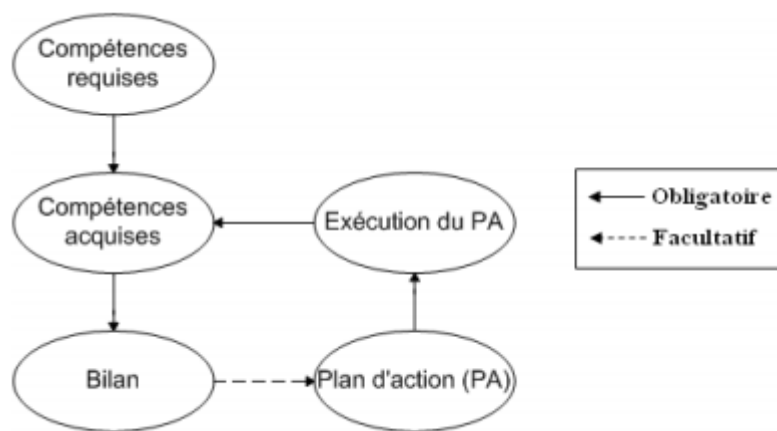 Compétences
requises
Compétences
acquises
Exécution du PA
Bilan
Plan d'action (PA)
Obligatoire
Facultatif